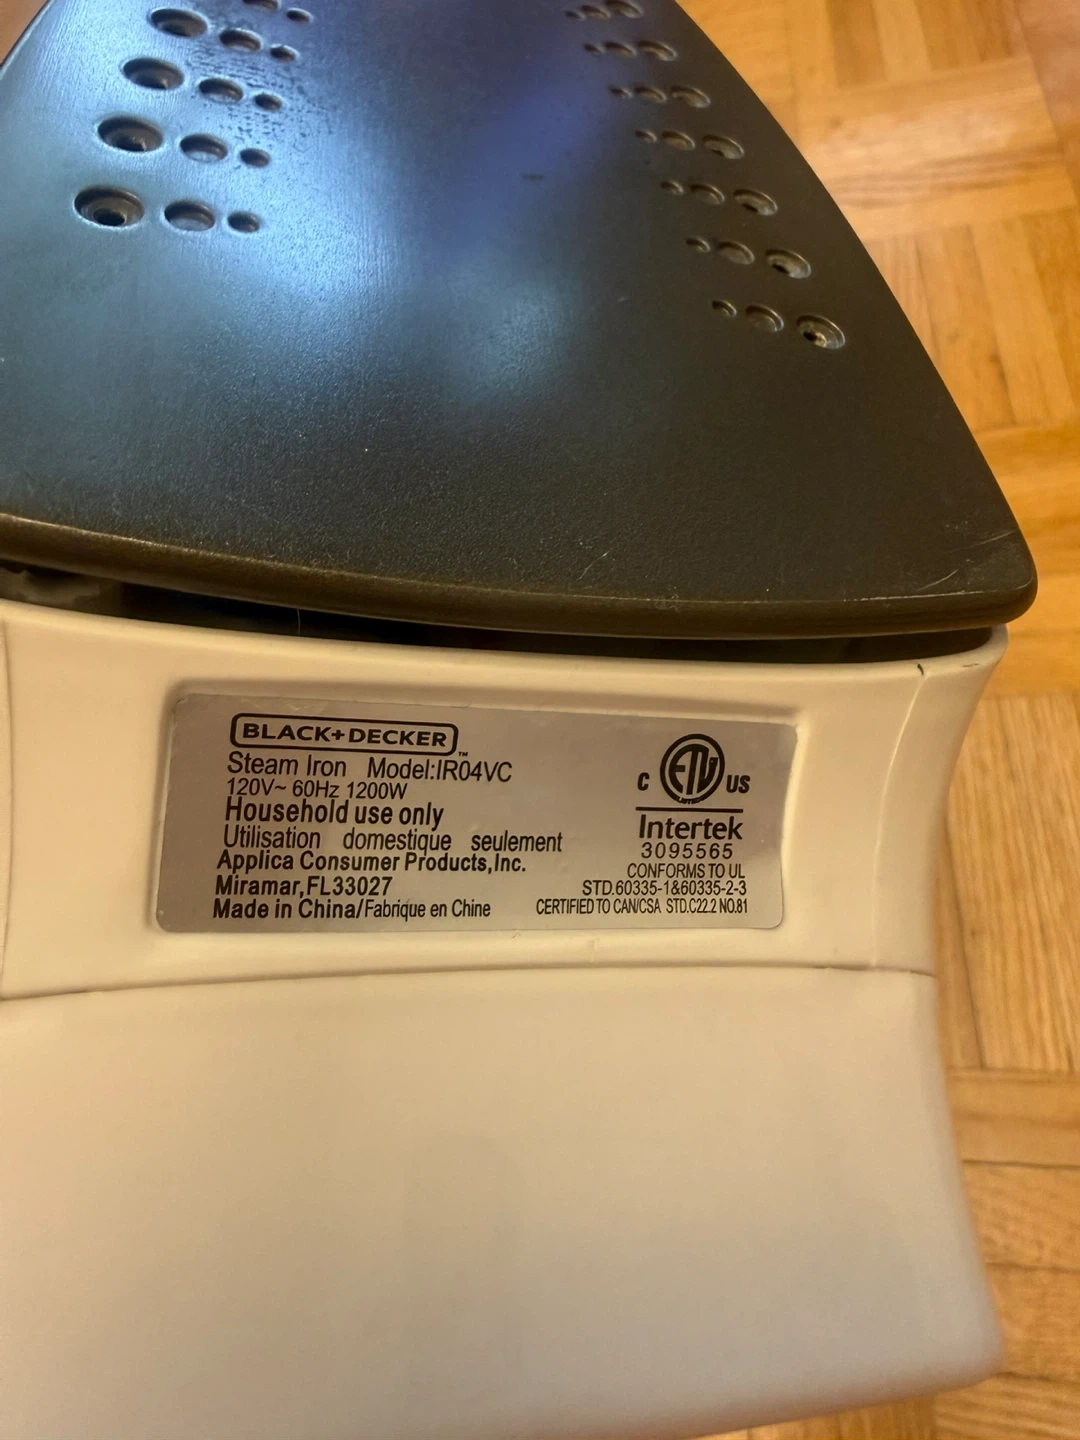 BLACK+DECKER™
Steam Iron Model:IR04VC
120V~ 60Hz 1200W
Household use only
Utilisation domestique seulement
Applica Consumer Products,Inc.
Miramar,FL33027
Made in China/Fabrique en Chine
C ETL US
Intertek
3095565
CONFORMS TO UL
STD.60335-1&60335-2-3
CERTIFIED TO CAN/CSA STD.C22.2 NO.81